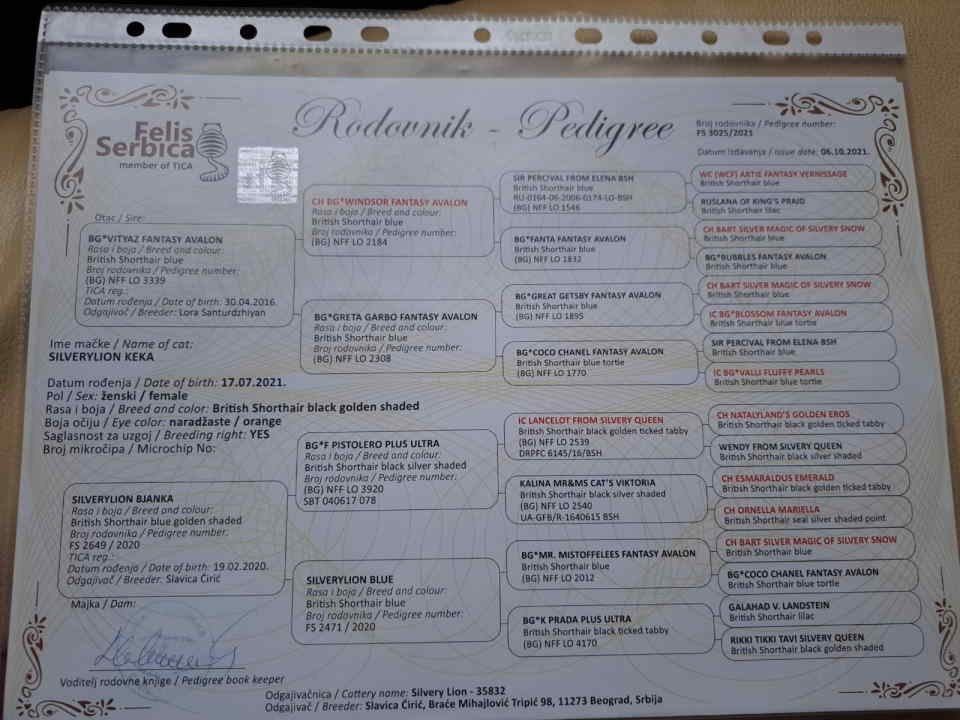 Felis
Serbica
member of TICA
Rodovnik - Pedigree
Broj rodovnika / Pedigree number:
FS 3025/2021
Datum izdavanja / issue date: 06.10.2021.
Otac / Sire:
BG*VITYAZ FANTASY AVALON
Rasa i boja / Breed and colour:
British Shorthair blue
Broj rodovnika / Pedigree number:
(BG) NFF LO 3339
TICA reg.:
Datum rođenja / Date of birth: 30.04.2016.
Odgajivač / Breeder: Lora Santurdzhiyan
Ime mačke / Name of cat:
SILVERYLION KEKA
Datum rođenja / Date of birth: 17.07.2021.
Pol / Sex: ženski / female
Rasa i boja / Breed and color: British Shorthair black golden shaded
Boja očiju / Eye color: naradžaste / orange
Saglasnost za uzgoj / Breeding right: YES
Broj mikročipa / Microchip No:
SILVERYLION BJANKA
Rasa i boja / Breed and colour:
British Shorthair blue golden shaded
Broj rodovnika / Pedigree number:
FS 2649 / 2020
TICA reg.:
Datum rođenja / Date of birth: 19.02.2020.
Odgajivač / Breeder: Slavica Ćirić
Majka / Dam:
Voditelj rodovne knjige / Pedigree book keeper
CH BG*WINDSOR FANTASY AVALON
Rasa i boja / Breed and colour:
British Shorthair blue
Broj rodovnika / Pedigree number:
(BG) NFF LO 2184
BG*GRETA GARBO FANTASY AVALON
Rasa i boja / Breed and colour:
British Shorthair blue
Broj rodovnika / Pedigree number:
(BG) NFF LO 2308
BG*F PISTOLERO PLUS ULTRA
Rasa i boja / Breed and colour:
British Shorthair black silver shaded
Broj rodovnika / Pedigree number:
(BG) NFF LO 3920
SBT 040617 078
SILVERYLION BLUE
Rasa i boja / Breed and colour:
British Shorthair blue
Broj rodovnika / Pedigree number:
FS 2471 / 2020
SIR PERCIVAL FROM ELENA BSH
British Shorthair blue
RU-0164-06-2006-0174-LO-BSH
(BG) NFF LO 1546
BG*FANTA FANTASY AVALON
British Shorthair blue
(BG) NFF LO 1832
BG*GREAT GETSBY FANTASY AVALON
British Shorthair blue
(BG) NFF LO 1895
BG*COCO CHANEL FANTASY AVALON
British Shorthair blue tortie
(BG) NFF LO 1770
IC LANCELOT FROM SILVERY QUEEN
British Shorthair black golden ticked tabby
(BG) NFF LO 2539
DRPFC 6145/16/BSH
KALINA MR&MS CAT'S VIKTORIA
British Shorthair black silver shaded
(BG) NFF LO 2540
UA-GFB/R-1640615 BSH
BG*MR. MISTOFFELEES FANTASY AVALON
British Shorthair blue
(BG) NFF LO 2012
BG*K PRADA PLUS ULTRA
British Shorthair black ticked tabby
(BG) NFF LO 4170
WC (WCF) ARTIE FANTASY VERNISSAGE
British Shorthair blue
RUSLANA OF KING'S PRAID
British Shorthair lilac
CH BART SILVER MAGIC OF SILVERY SNOW
British Shorthair blue
BG*BUBBLES FANTASY AVALON
British Shorthair blue
CH BART SILVER MAGIC OF SILVERY SNOW
British Shorthair blue
IC BG*BLOSSOM FANTASY AVALON
British Shorthair blue tortie
SIR PERCIVAL FROM ELENA BSH
British Shorthair blue
IC BG*VALLI FLUFFY PEARLS
British Shorthair blue tortie
CH NATALYLAND'S GOLDEN EROS
British Shorthair black golden ticked tabby
WENDY FROM SILVERY QUEEN
British Shorthair black silver shaded
CH ESMARALDUS EMERALD
British Shorthair black golden ticked tabby
CH ORNELLA MARIELLA
British Shorthair seal silver shaded point
CH BART SILVER MAGIC OF SILVERY SNOW
British Shorthair blue
BG*COCO CHANEL FANTASY AVALON
British Shorthair blue tortie
GALAHAD V. LANDSTEIN
British Shorthair lilac
RIKKI TIKKI TAVI SILVERY QUEEN
British Shorthair black golden shaded
Odgajivačnica / Cattery name: Silvery Lion - 35832
Odgajivač / Breeder: Slavica Ćirić, Braće Mihajlović Tripić 98, 11273 Beograd, Srbija